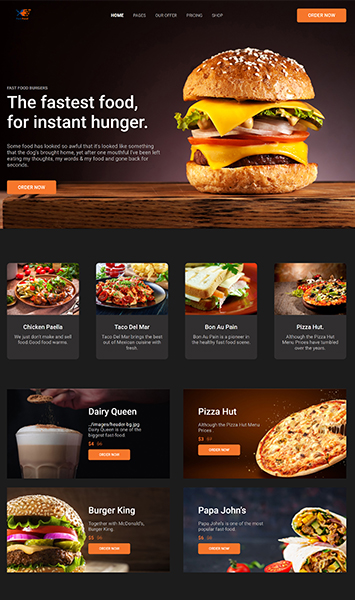 HOME PAGES OUR OFFER PRICING SHOP ORDER NOW
FAST FOOD BURGERS
The fastest food,
for instant hunger.
Some food has looked so awful that it's looked like something
that the dog's brought home, yet after one mouthful I've been left
eating my thoughts, my words & my food and gone back for
seconds.
ORDER NOW
Chicken Paella
We just don't make and sell
food.Good food warms.
Taco Del Mar
Taco Del Mar brings the best
out of Mexican cuisine with
fresh.
Bon Au Pain
Bon Au Pain is a pioneer in
the healthy fast food scene.
Pizza Hut.
Although the Pizza Hut
Menu Prices have tumbled
over the years.
Dairy Queen
../images/header-bg.jpg
Dairy Queen is one of the
biggest fast-food
$4
ORDER NOW
Pizza Hut
Although the Pizza Hut Menu
Prices
$3
ORDER NOW
Burger King
Together with McDonald's,
Burger King.
$5
ORDER NOW
Papa John's
Papa John's is one of the most
popular fast-food
$6
ORDER NOW